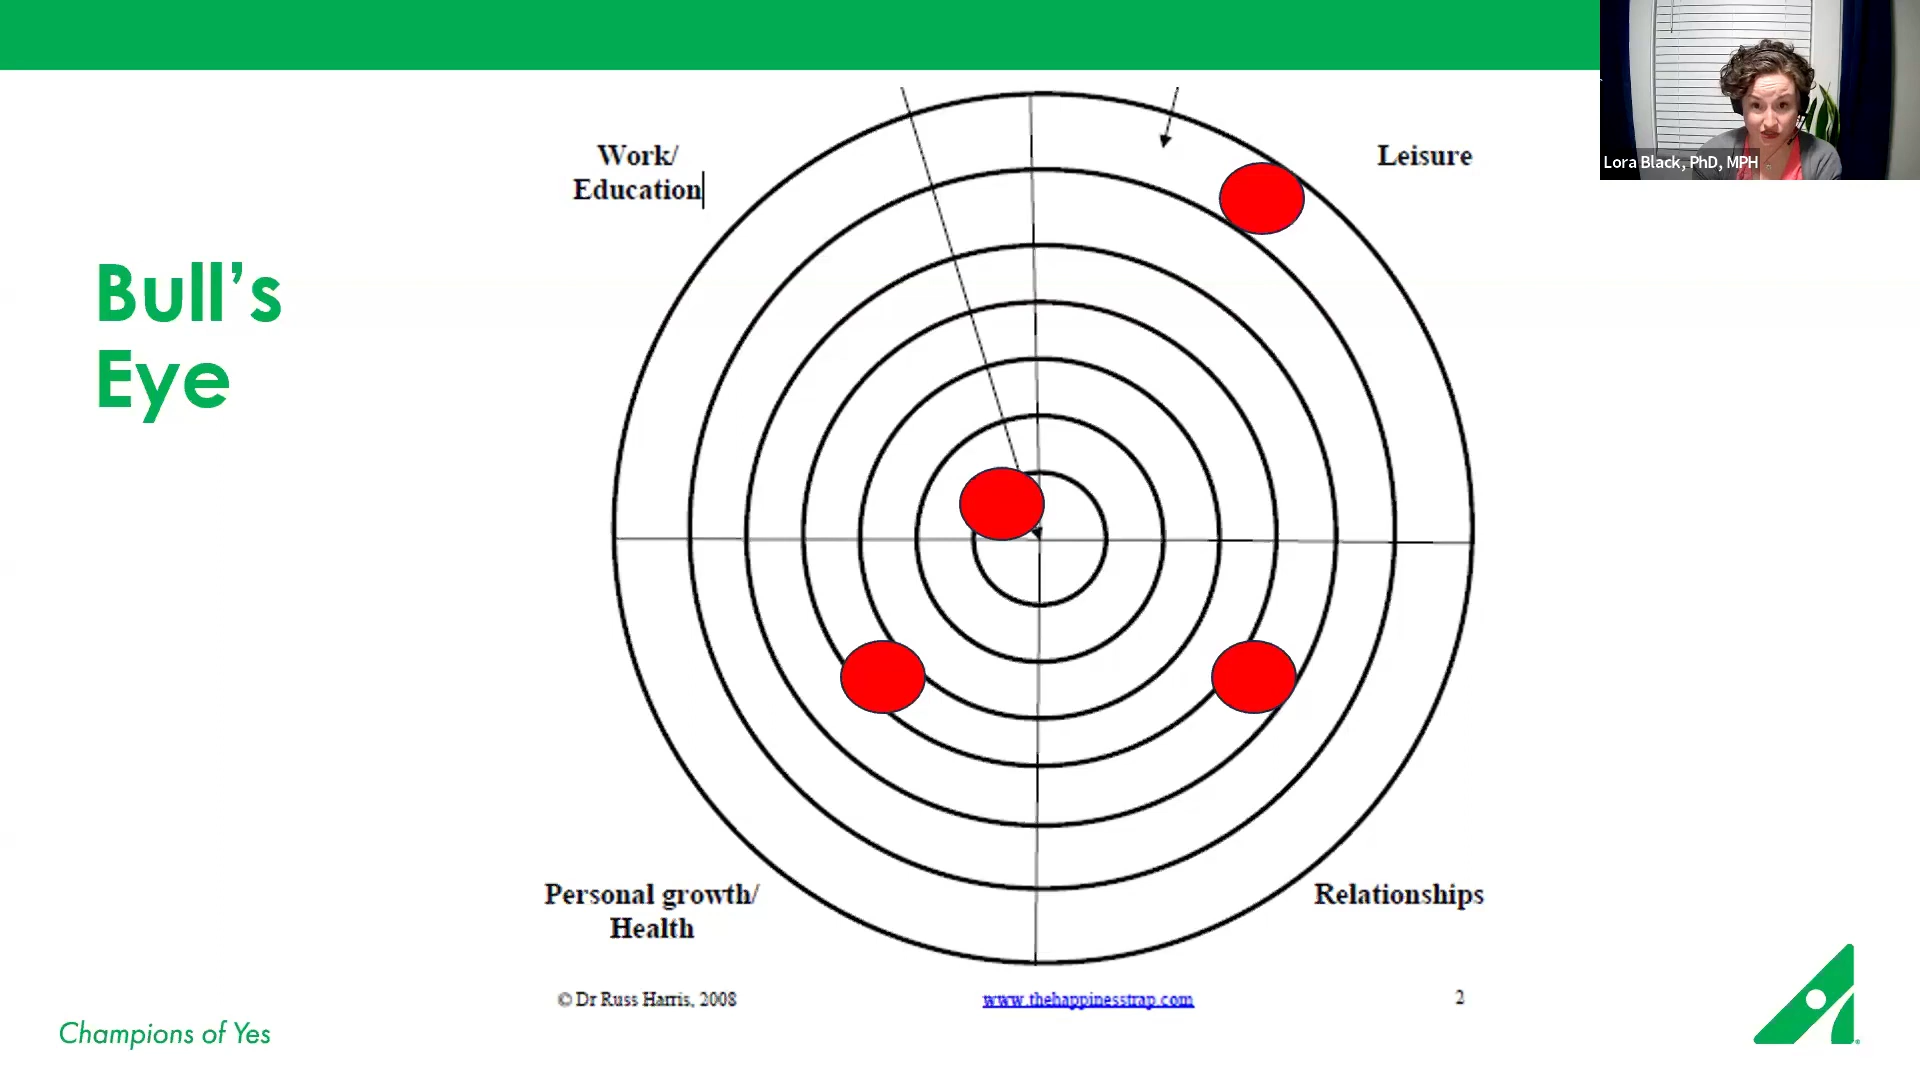 Lora Black, PhD, MPH
Work/
Education
Leisure
Bull’s
Eye
Personal growth/
Health
Relationships
© Dr Russ Harris, 2008
www.thehappinesstrap.com
2
Champions of Yes